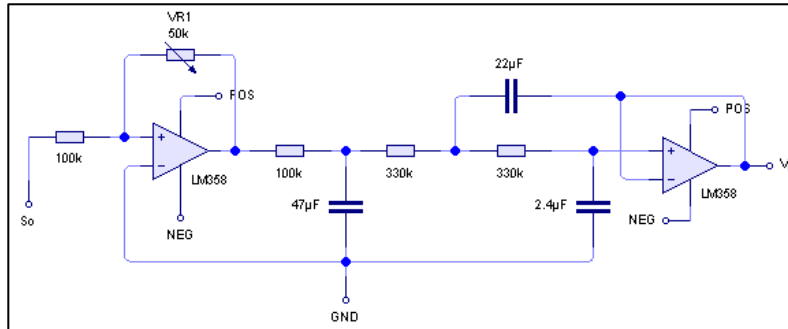 VR1
50k
22µF
POS
POS
+
+
100k
100k
330k
330k
−
−
LM358
LM358
V
47µF
2.4µF
So
NEG
NEG
GND